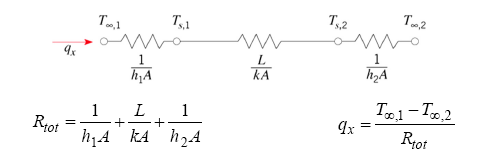 T∞,1 Ts,1 Ts,2 T∞,2
qx
1/h1A L/kA 1/h2A
Rtot = 1/h1A + L/kA + 1/h2A qx = T∞,1 − T∞,2/Rtot